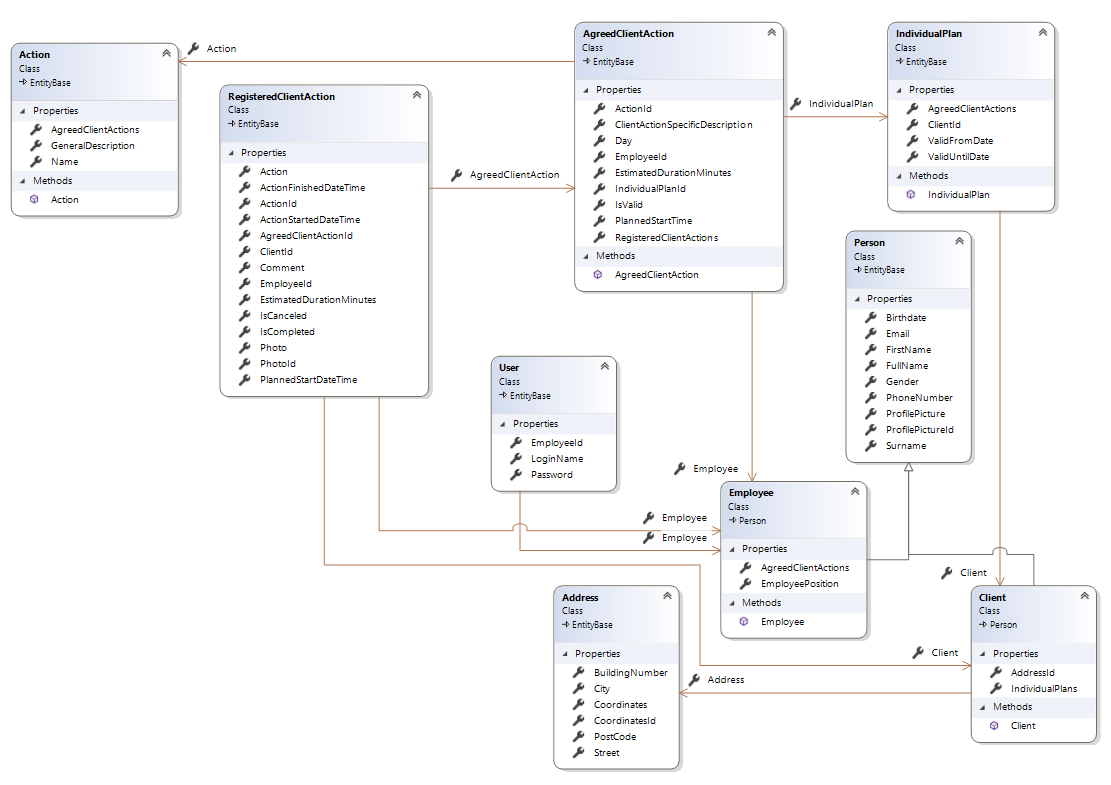 Action
Class
EntityBase
Properties
AgreedClientActions
GeneralDescription
Name
Methods
Action
Action
RegisteredClientAction
Class
EntityBase
Properties
Action
ActionFinishedDateTime
ActionId
ActionStartedDateTime
AgreedClientActionId
ClientId
Comment
EmployeeId
EstimatedDurationMinutes
IsCanceled
IsCompleted
Photo
PhotoId
PlannedStartDateTime
AgreedClientAction
AgreedClientAction
Class
EntityBase
Properties
ActionId
ClientActionSpecificDescription
Day
EmployeeId
EstimatedDurationMinutes
IndividualPlanId
IsValid
PlannedStartTime
RegisteredClientActions
Methods
AgreedClientAction
IndividualPlan
IndividualPlan
Class
EntityBase
Properties
AgreedClientActions
ClientId
ValidFromDate
ValidUntilDate
Methods
IndividualPlan
Person
Class
EntityBase
Properties
Birthdate
Email
FirstName
FullName
Gender
PhoneNumber
ProfilePicture
ProfilePictureId
Surname
User
Class
EntityBase
Properties
EmployeeId
LoginName
Password
Employee
Employee
Employee
Employee
Class
Person
Properties
AgreedClientActions
EmployeePosition
Methods
Employee
Client
Client
Address
Address
Class
EntityBase
Properties
BuildingNumber
City
Coordinates
CoordinatesId
PostCode
Street
Client
Class
Person
Properties
AddressId
IndividualPlans
Methods
Client